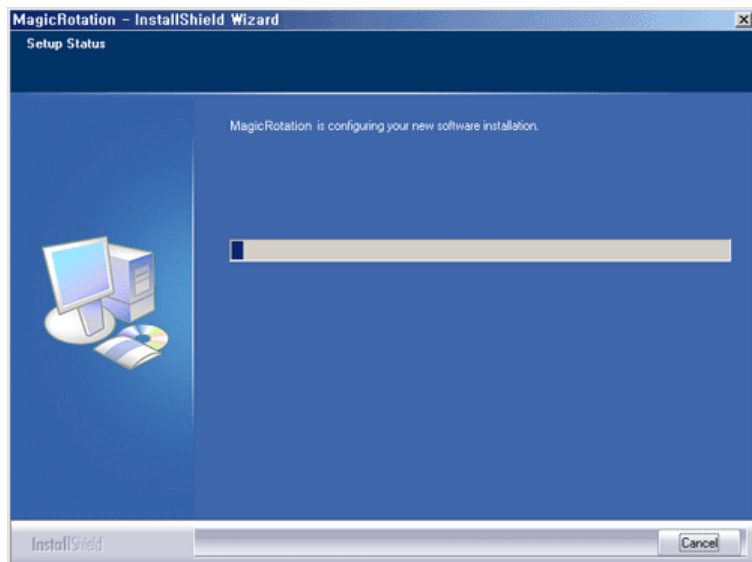 MagicRotation - InstallShield Wizard
Setup Status
MagicRotation is configuring your new software installation.
InstallShield
Cancel